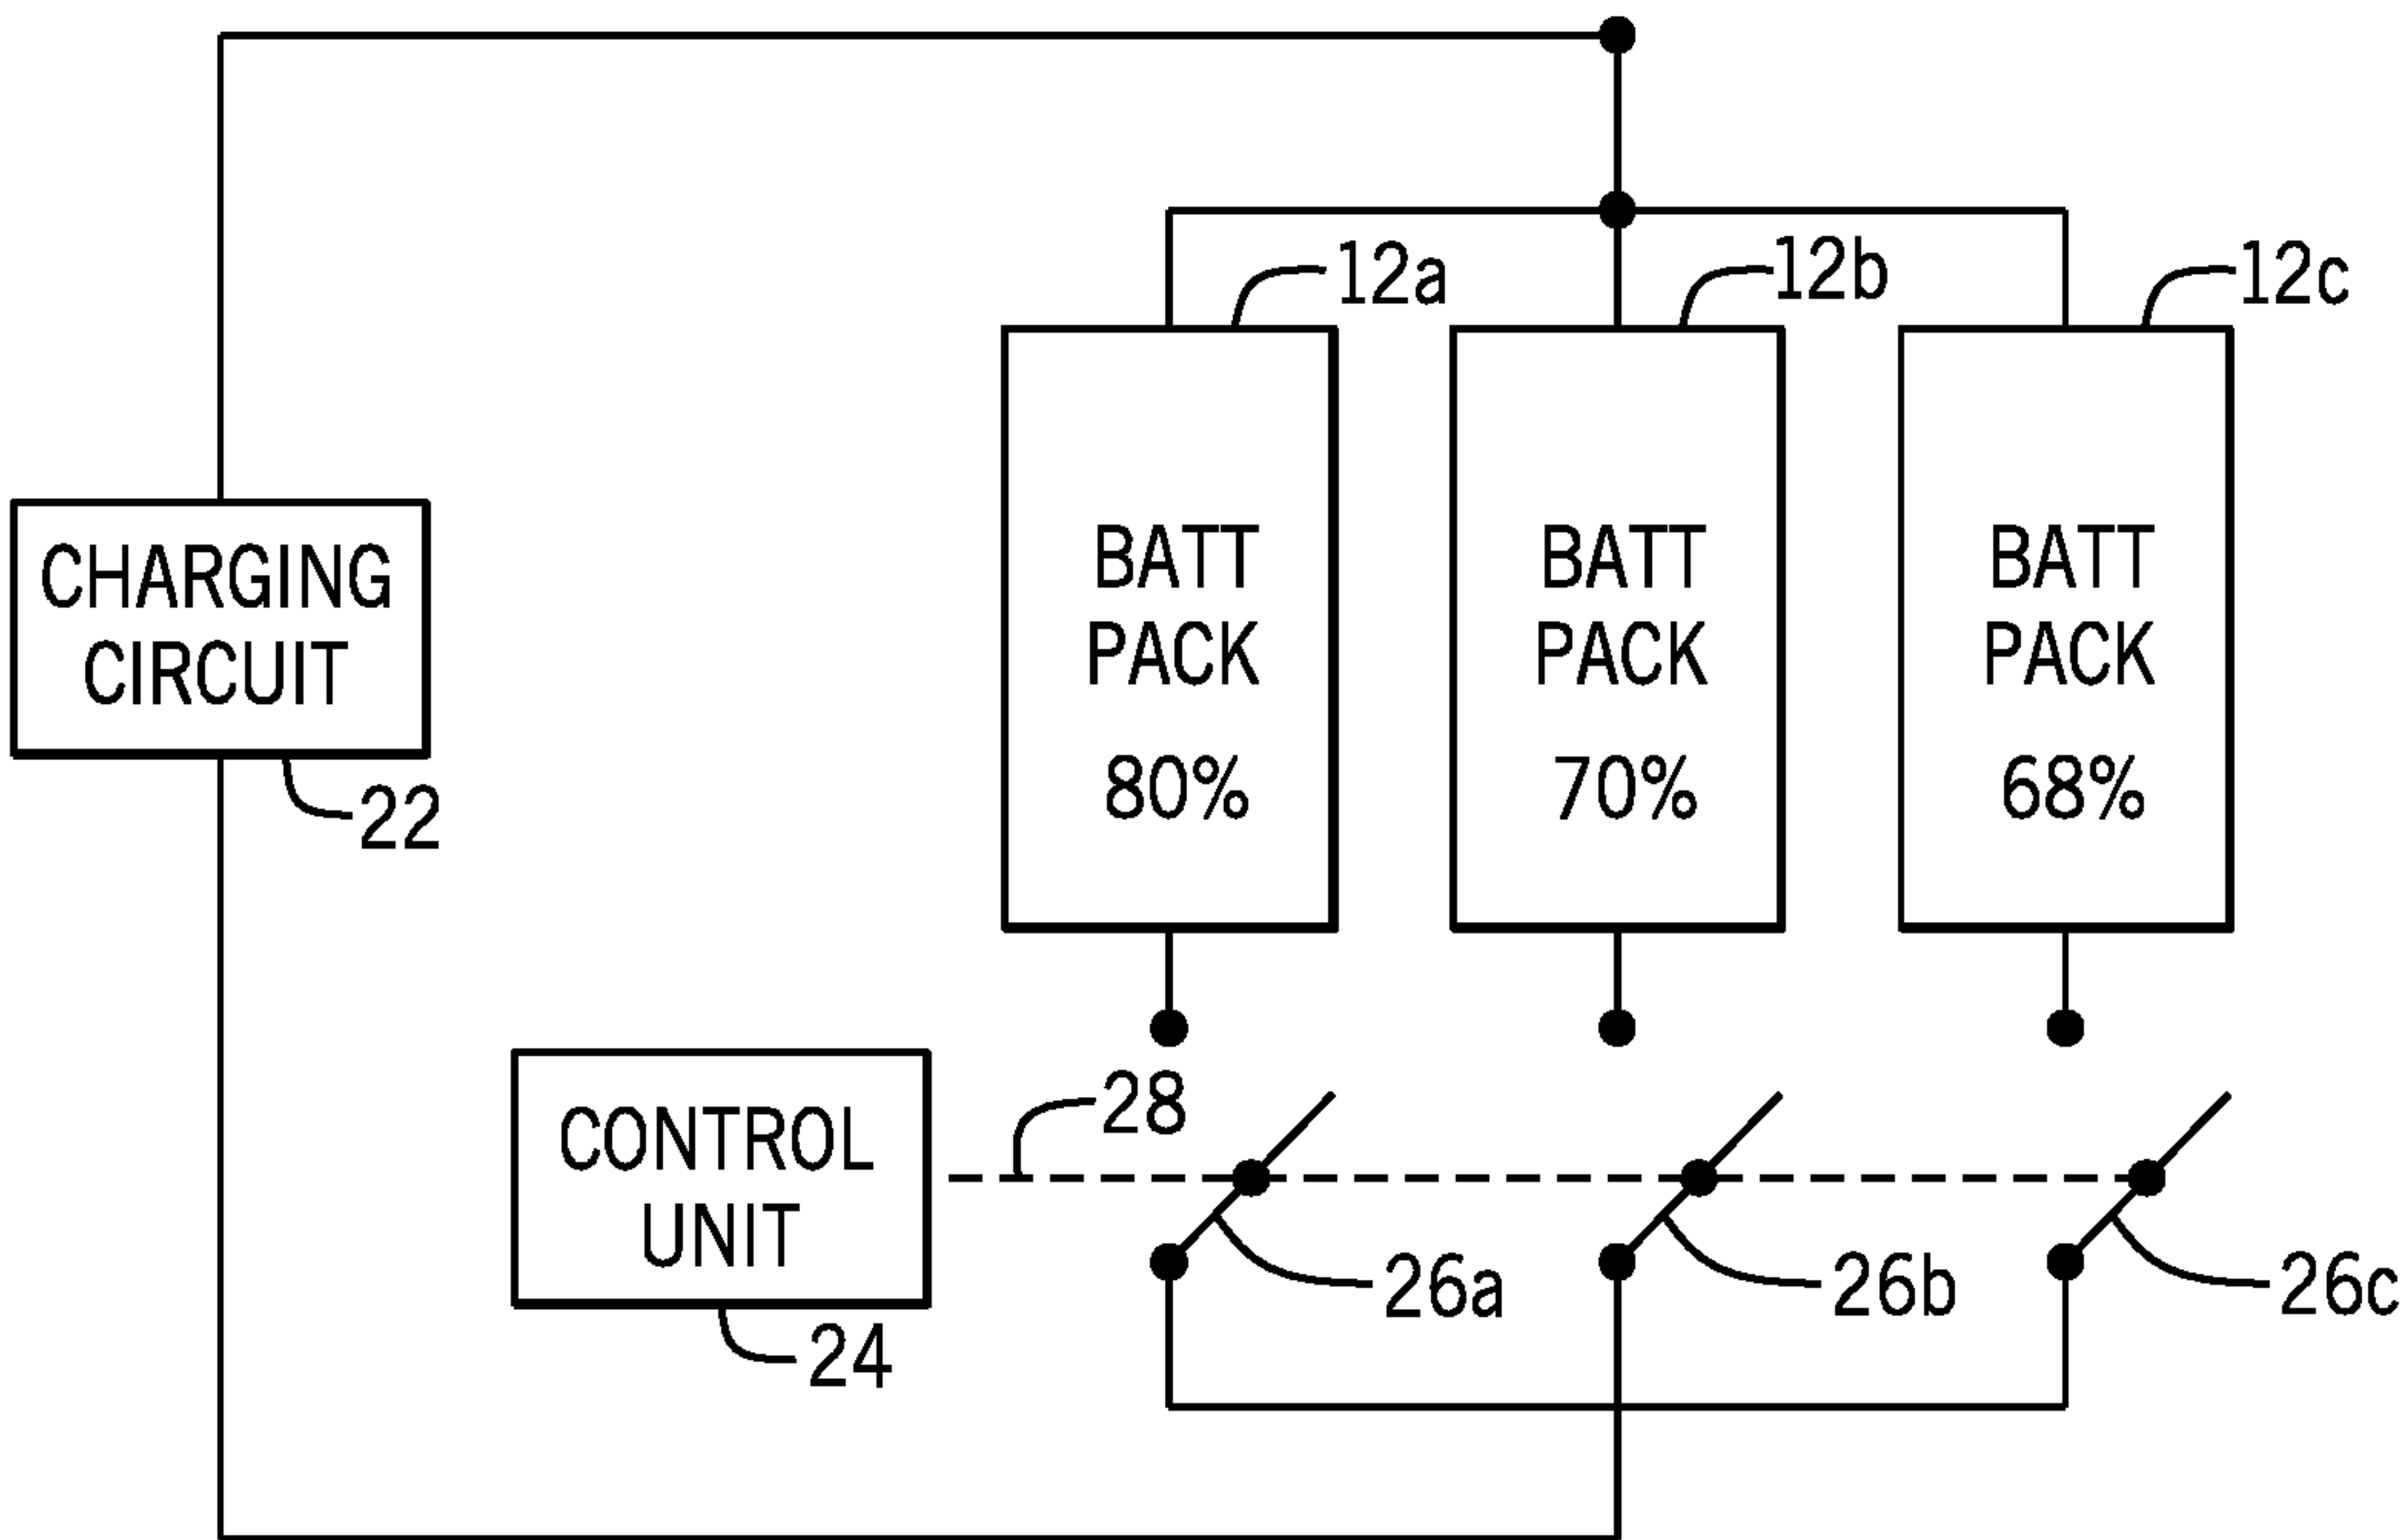 12a
12b
12c
CHARGING
CIRCUIT
22
BATT
PACK
80%
BATT
PACK
70%
BATT
PACK
68%
CONTROL
UNIT
24
28
26a
26b
26c